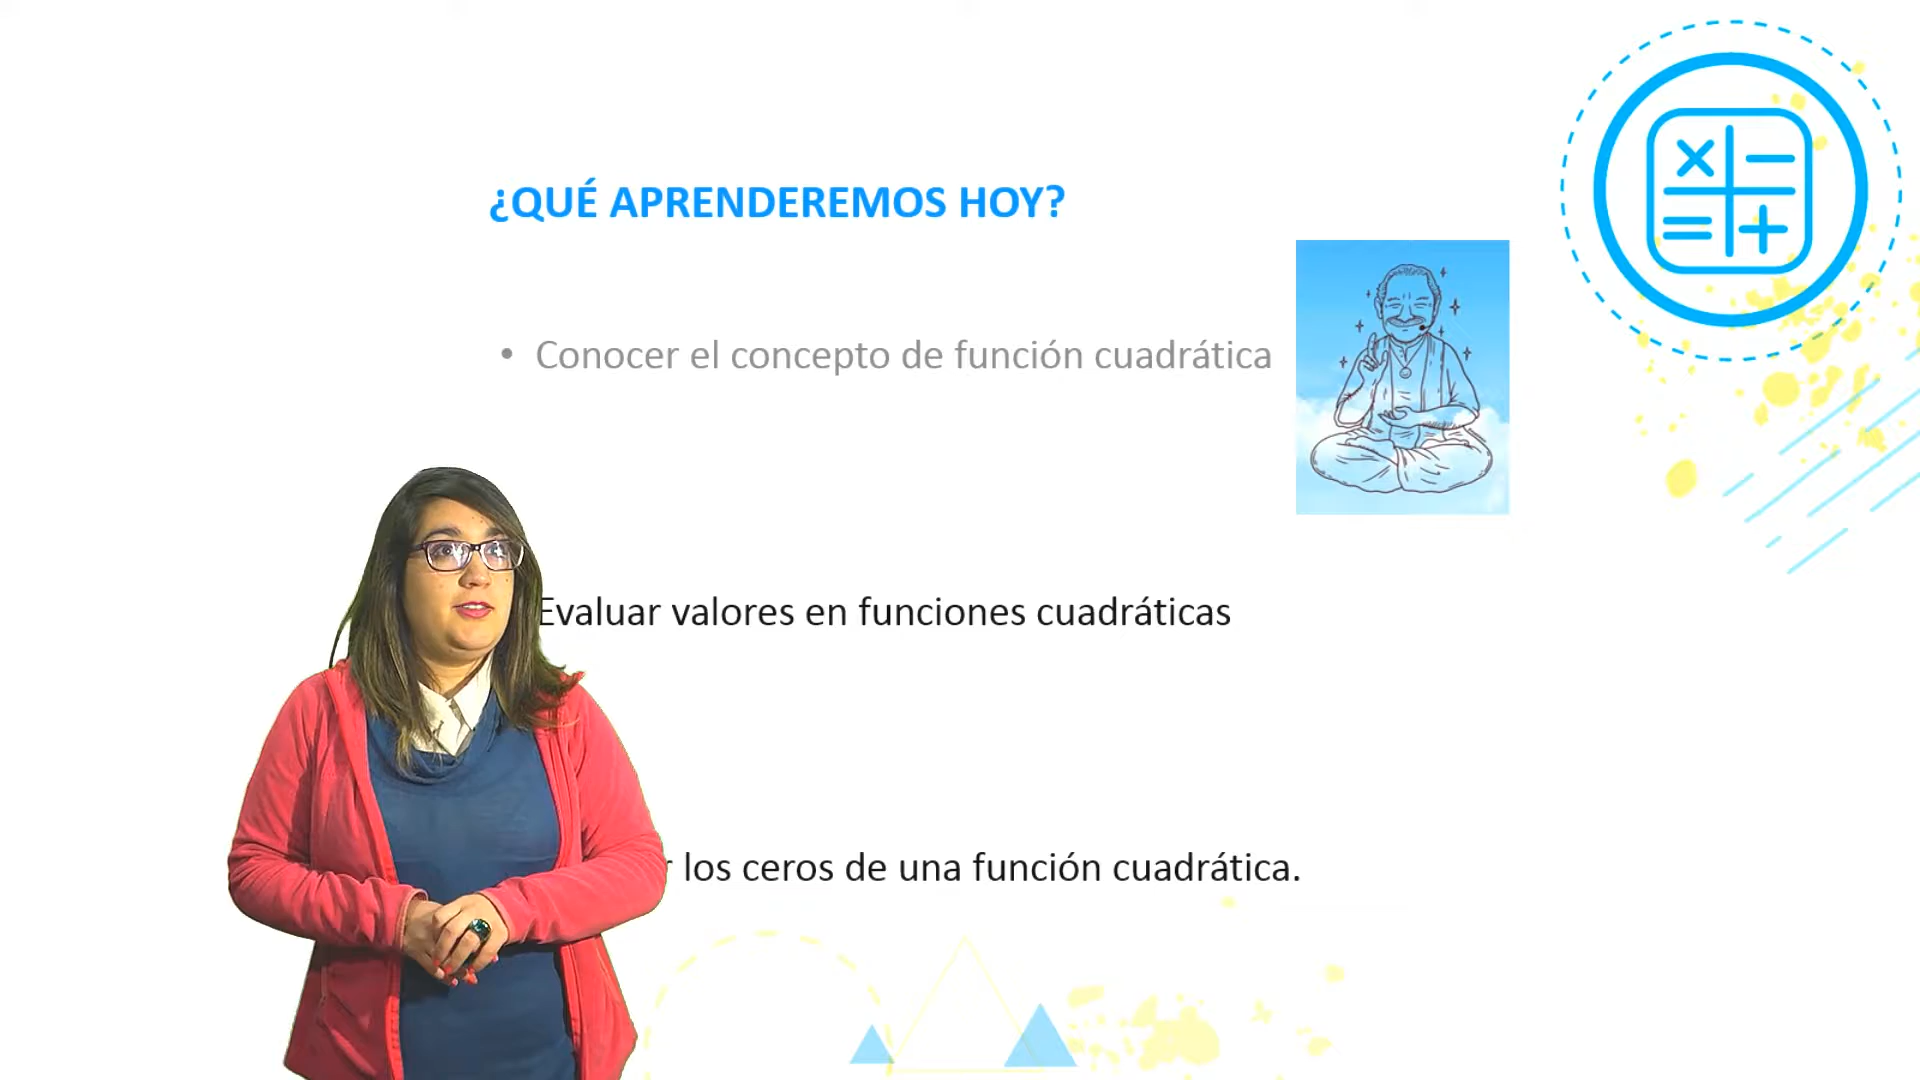 ¿QUÉ APRENDEREMOS HOY?
• Conocer el concepto de función cuadrática
Evaluar valores en funciones cuadráticas
los ceros de una función cuadrática.